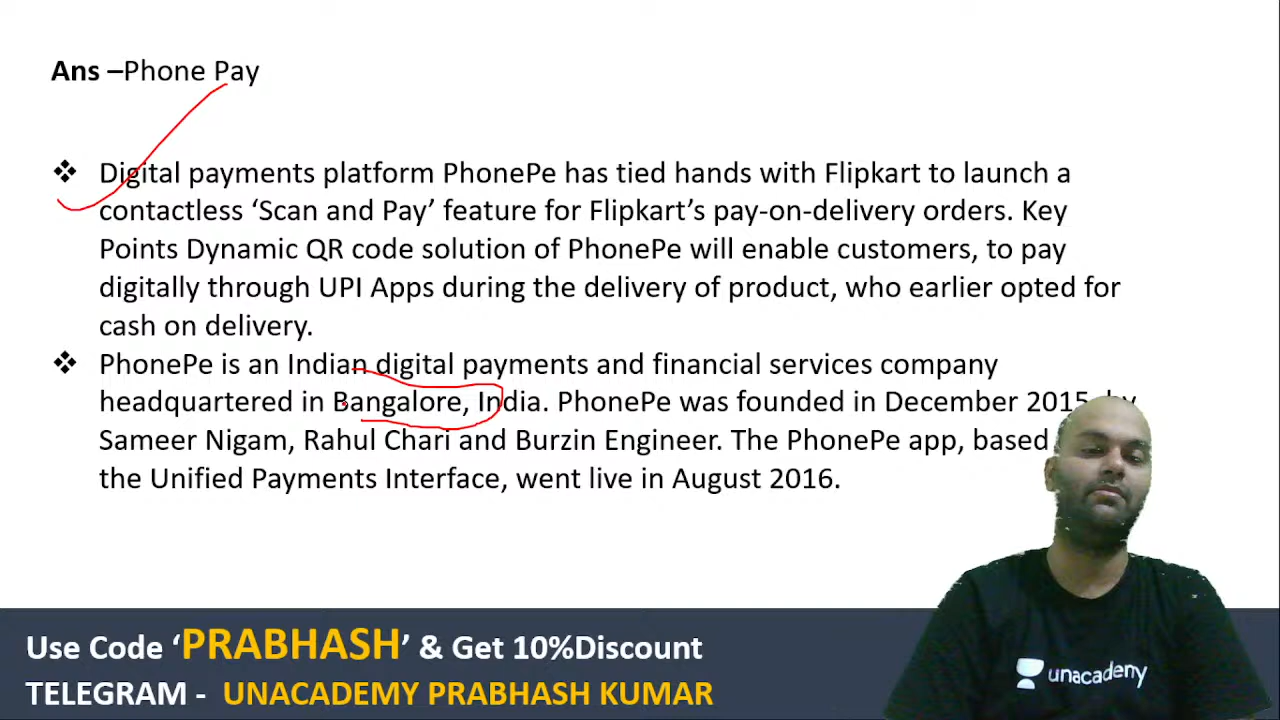 Ans –Phone Pay
❖ Digital payments platform PhonePe has tied hands with Flipkart to launch a
contactless ‘Scan and Pay’ feature for Flipkart’s pay-on-delivery orders. Key
Points Dynamic QR code solution of PhonePe will enable customers, to pay
digitally through UPI Apps during the delivery of product, who earlier opted for
cash on delivery.
❖ PhonePe is an Indian digital payments and financial services company
headquartered in Bangalore, India. PhonePe was founded in December 2015, by
Sameer Nigam, Rahul Chari and Burzin Engineer. The PhonePe app, based
the Unified Payments Interface, went live in August 2016.
Use Code ‘PRABHASH’ & Get 10%Discount
TELEGRAM - UNACADEMY PRABHASH KUMAR
unacademy